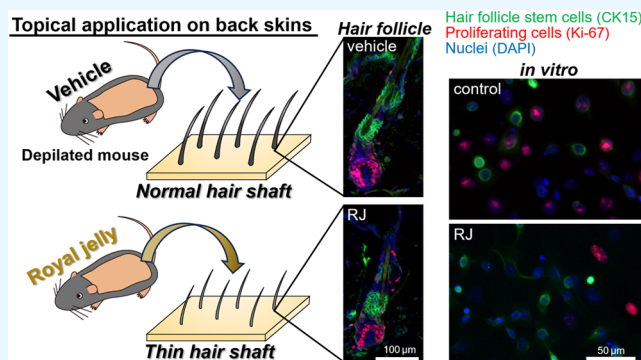 Topical application on back skins
Vehicle
Depilated mouse
Normal hair shaft
Royal jelly
Thin hair shaft
Hair follicle
vehicle
RJ
100 μm
Hair follicle stem cells (CK15)
Proliferating cells (Ki-67)
Nuclei (DAPI)
in vitro
control
RJ
50 μm